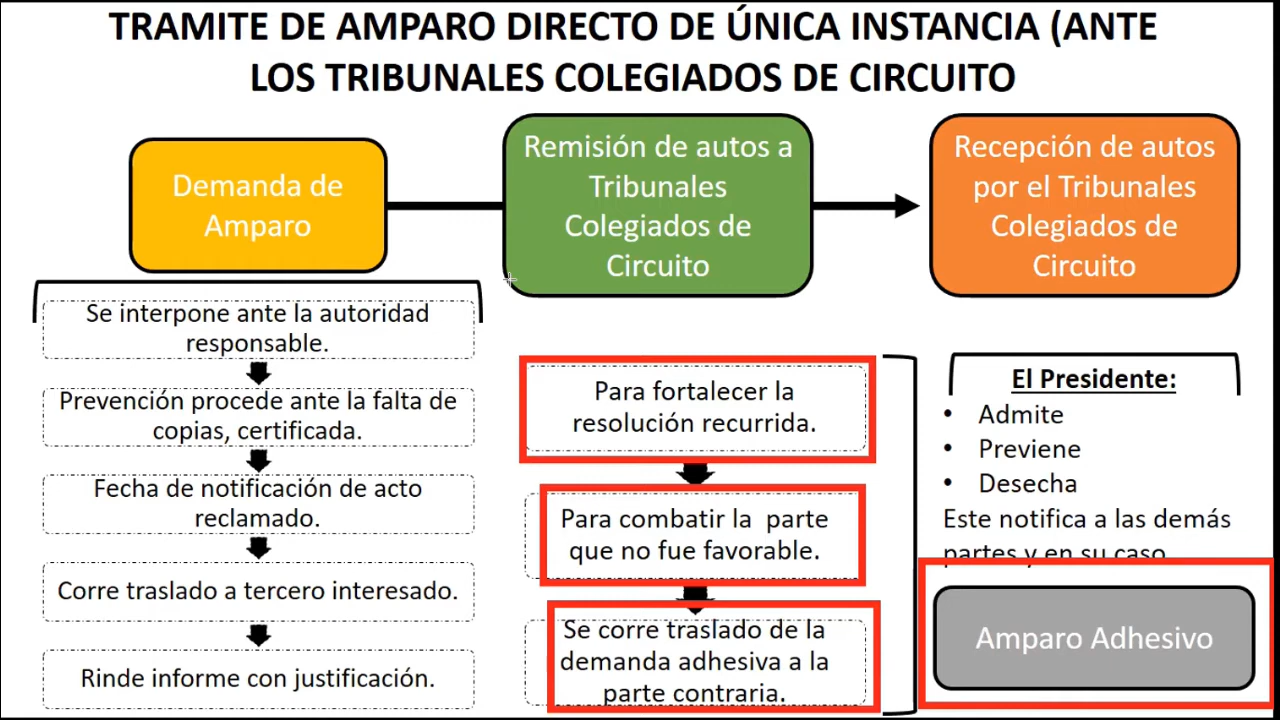 TRAMITE DE AMPARO DIRECTO DE ÚNICA INSTANCIA (ANTE
LOS TRIBUNALES COLEGIADOS DE CIRCUITO
Demanda de
Amparo
Remisión de autos a
Tribunales
Colegiados de
Circuito
Recepción de autos
por el Tribunales
Colegiados de
Circuito
Se interpone ante la autoridad
responsable.
Prevención procede ante la falta de
copias, certificada.
Fecha de notificación de acto
reclamado.
Corre traslado a tercero interesado.
Rinde informe con justificación.
Para fortalecer la
resolución recurrida.
Para combatir la parte
que no fue favorable.
Se corre traslado de la
demanda adhesiva a la
parte contraria.
El Presidente:
• Admite
• Previene
• Desecha
Este notifica a las demás
partes y en su caso
Amparo Adhesivo